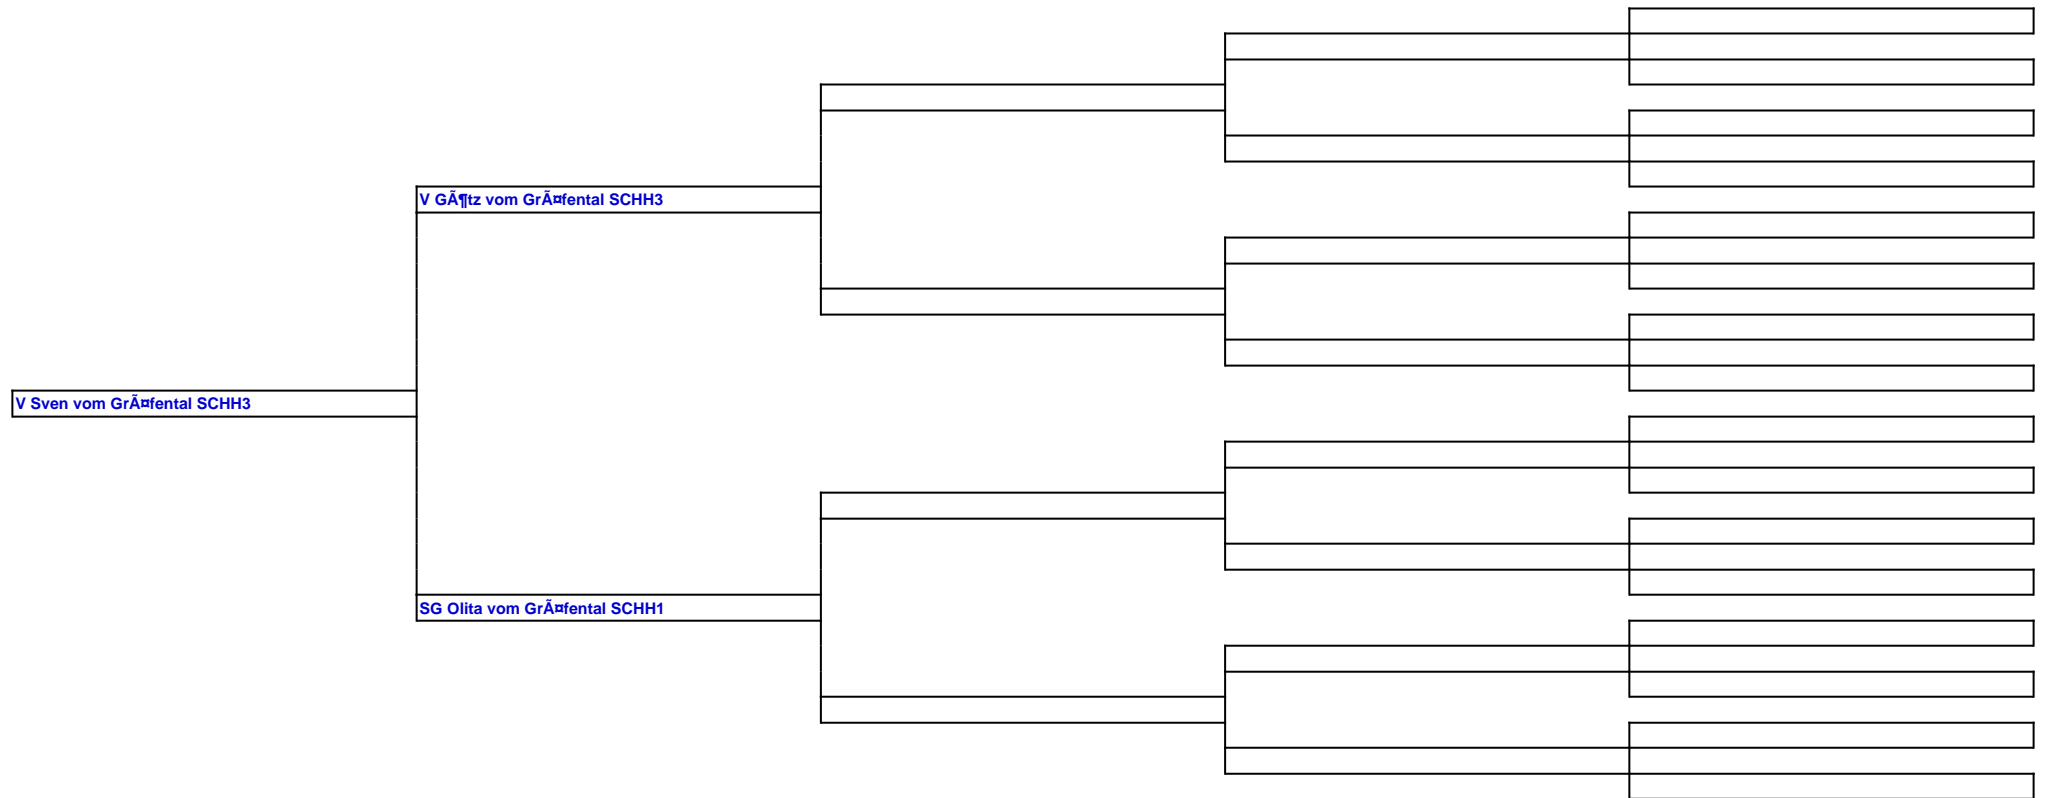 V GÃ¶tz vom GrÃ¤fental SCHH3
V Sven vom GrÃ¤fental SCHH3
SG Olita vom GrÃ¤fental SCHH1